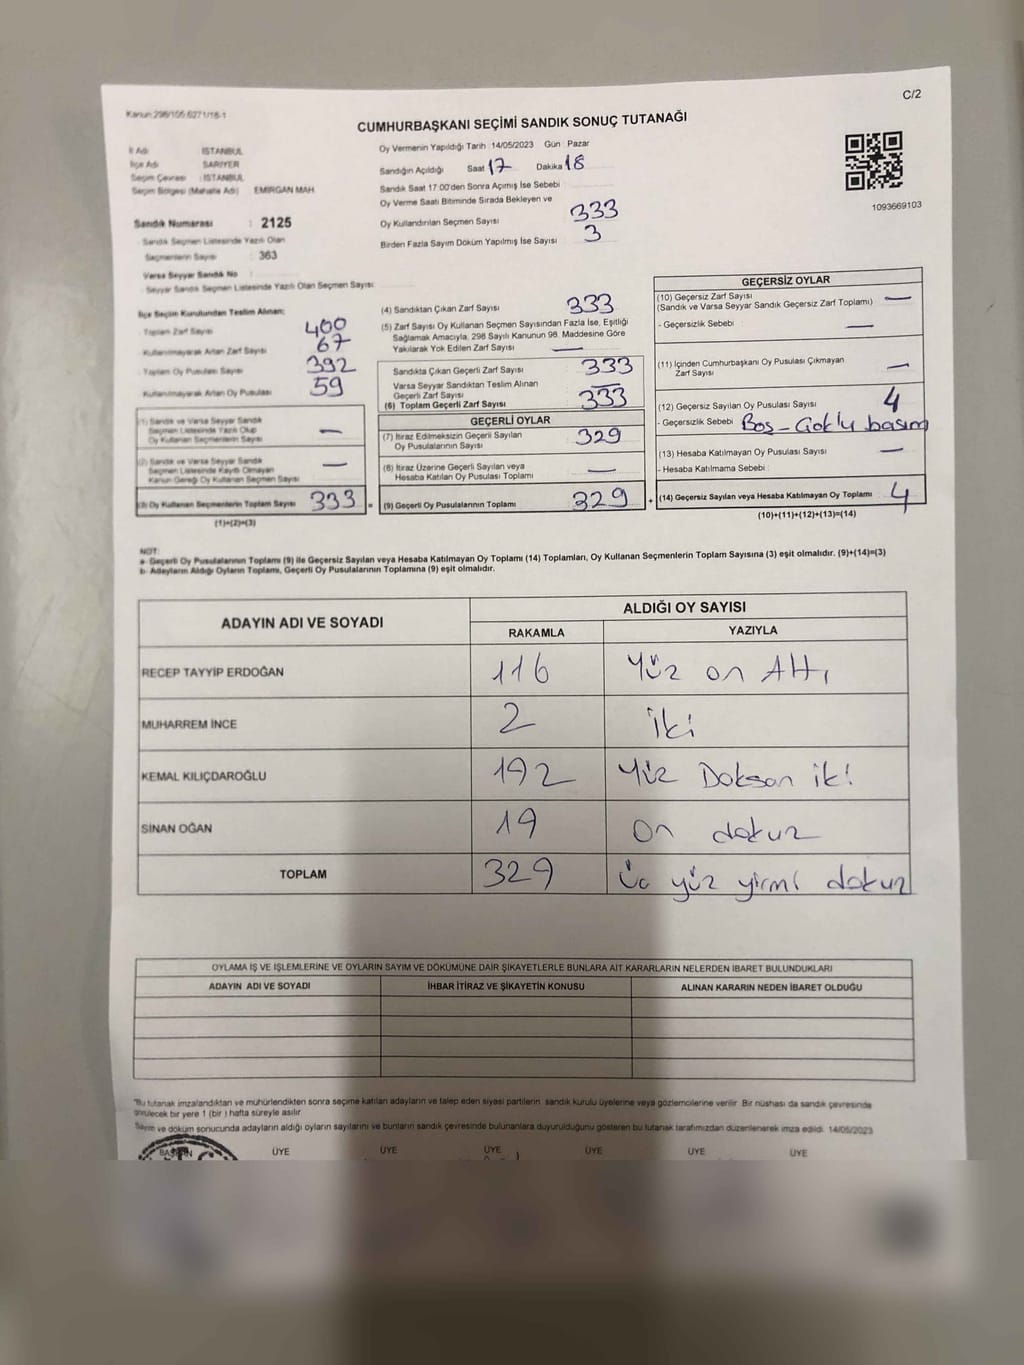 C/2
Kanun:298/105 6271/18-1
CUMHURBAŞKANI SEÇİMİ SANDIK SONUÇ TUTANAĞI
İl Adı : İSTANBUL
İlçe Adı : SARIYER
Seçim Çevresi : İSTANBUL
Seçim Bölgesi (Mahalle Adı) : EMİRGAN MAH.
Sandık Numarası : 2125
Sandık Seçmen Listesinde Yazılı Olan
Seçmenlerin Sayısı : 363
Varsa Seyyar Sandık No :
Seyyar Sandık Seçmen Listesinde Yazılı Olan Seçmen Sayısı:
İlçe Seçim Kurulundan Teslim Alınan:
Toplam Zarf Sayısı 400
Kullanılmayarak Artan Zarf Sayısı 67
Toplam Oy Pusulası Sayısı 392
Kullanılmayarak Artan Oy Pusulası 59
Oy Vermenin Yapıldığı Tarih :14/05/2023 Gün : Pazar
Sandığın Açıldığı Saat 17 Dakika 18
Sandık Saat 17.00'den Sonra Açılmış İse Sebebi
Oy Verme Saati Bitiminde Sırada Bekleyen ve
Oy Kullandırılan Seçmen Sayısı : 333
Birden Fazla Sayım Döküm Yapılmış İse Sayısı : 3
1093669103
(1) Sandık ve Varsa Seyyar Sandık
Seçmen Listesinde Yazılı Olup
Oy Kullanan Seçmenlerin Sayısı —
(2) Sandık ve Varsa Seyyar Sandık
Seçmen Listesinde Kayıtlı Olmayan
Kanun Gereği Oy Kullanan Seçmen Sayısı —
(3) Oy Kullanan Seçmenlerin Toplam Sayısı 333 =
(1)+(2)=(3)
(4) Sandıktan Çıkan Zarf Sayısı : 333
(5) Zarf Sayısı Oy Kullanan Seçmen Sayısından Fazla İse, Eşitliği
Sağlamak Amacıyla, 298 Sayılı Kanunun 98. Maddesine Göre
Yakılarak Yok Edilen Zarf Sayısı —
Sandıkta Çıkan Geçerli Zarf Sayısı : 333
Varsa Seyyar Sandıktan Teslim Alınan
Geçerli Zarf Sayısı : —
(6) Toplam Geçerli Zarf Sayısı : 333
GEÇERLİ OYLAR
(7) İtiraz Edilmeksizin Geçerli Sayılan
Oy Pusulalarının Sayısı : 329
(8) İtiraz Üzerine Geçerli Sayılan veya
Hesaba Katılan Oy Pusulası Toplamı : —
(9) Geçerli Oy Pusulalarının Toplamı : 329 +
GEÇERSİZ OYLAR
(10) Geçersiz Zarf Sayısı
(Sandık ve Varsa Seyyar Sandık Geçersiz Zarf Toplamı) —
- Geçersizlik Sebebi : —
(11) İçinden Cumhurbaşkanı Oy Pusulası Çıkmayan
Zarf Sayısı —
(12) Geçersiz Sayılan Oy Pusulası Sayısı : 4
- Geçersizlik Sebebi : Boş - Çok'lu basım
(13) Hesaba Katılmayan Oy Pusulası Sayısı : —
- Hesaba Katılmama Sebebi :
(14) Geçersiz Sayılan veya Hesaba Katılmayan Oy Toplamı : 4
(10)+(11)+(12)+(13)=(14)
NOT:
a- Geçerli Oy Pusulalarının Toplamı (9) ile Geçersiz Sayılan veya Hesaba Katılmayan Oy Toplamı (14) Toplamları, Oy Kullanan Seçmenlerin Toplam Sayısına (3) eşit olmalıdır. (9)+(14)=(3)
b- Adayların Aldığı Oyların Toplamı, Geçerli Oy Pusulalarının Toplamına (9) eşit olmalıdır.
ADAYIN ADI VE SOYADI ALDIĞI OY SAYISI
RAKAMLA YAZIYLA
RECEP TAYYİP ERDOĞAN 116 Yüz on Altı
MUHARREM İNCE 2 iki
KEMAL KILIÇDAROĞLU 192 Yüz Doksan iki
SİNAN OĞAN 19 On dokuz
TOPLAM 329 üc yüz yirmi dokuz
OYLAMA İŞ VE İŞLEMLERİNE VE OYLARIN SAYIM VE DÖKÜMÜNE DAİR ŞİKAYETLERLE BUNLARA AİT KARARLARIN NELERDEN İBARET BULUNDUKLARI
ADAYIN ADI VE SOYADI İHBAR İTİRAZ VE ŞİKAYETİN KONUSU ALINAN KARARIN NEDEN İBARET OLDUĞU
"Bu tutanak imzalandıktan ve mühürlendikten sonra seçime katılan adayların ve talep eden siyasi partilerin sandık kurulu üyelerine veya gözlemcilerine verilir. Bir nüshası da sandık çevresinde
görülecek bir yere 1 (bir ) hafta süreyle asılır.
Sayım ve döküm sonucunda adayların aldığı oyların sayılarını ve bunların sandık çevresinde bulunanlara duyurulduğunu gösteren bu tutanak tarafımızdan düzenlenerek imza edildi. 14/05/2023
BAŞKAN ÜYE ÜYE ÜYE ÜYE ÜYE ÜYE